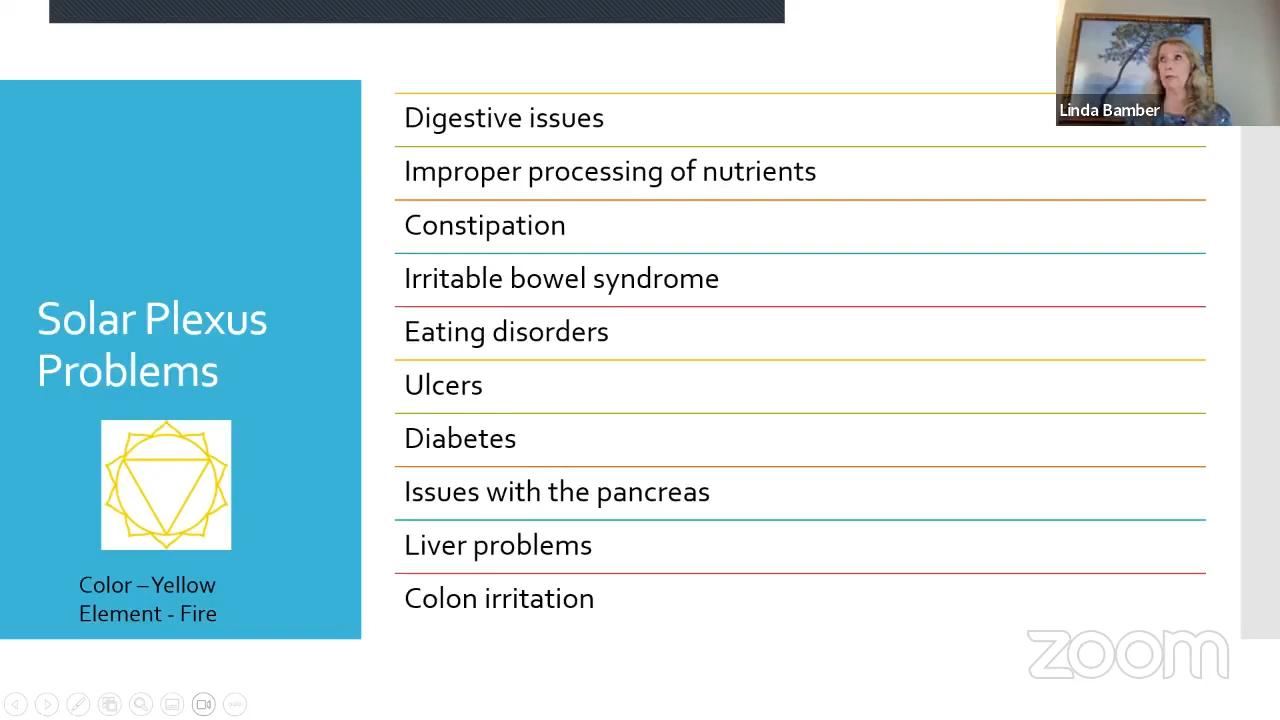 Linda Bamber
Solar Plexus
Problems
Color – Yellow
Element - Fire
Digestive issues
Improper processing of nutrients
Constipation
Irritable bowel syndrome
Eating disorders
Ulcers
Diabetes
Issues with the pancreas
Liver problems
Colon irritation
zoom